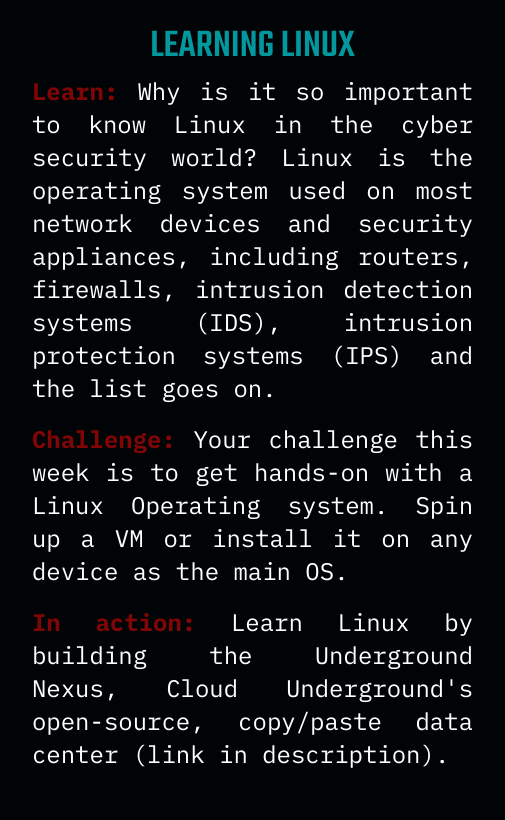 LEARNING LINUX
Learn: Why is it so important
to know Linux in the cyber
security world? Linux is the
operating system used on most
network devices and security
appliances, including routers,
firewalls, intrusion detection
systems (IDS), intrusion
protection systems (IPS) and
the list goes on.
Challenge: Your challenge this
week is to get hands-on with a
Linux Operating system. Spin
up a VM or install it on any
device as the main OS.
In action: Learn Linux by
building the Underground
Nexus, Cloud Underground's
open-source, copy/paste data
center (link in description).